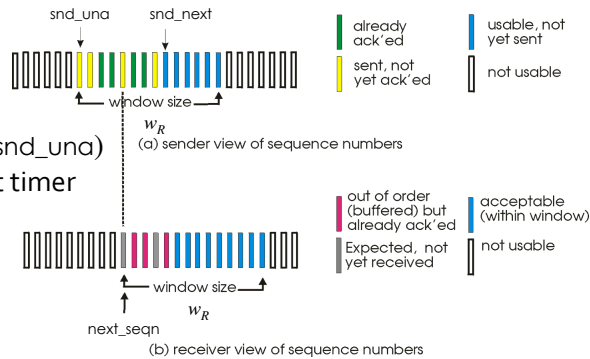 snd_una
snd_next
already
ack'ed
usable, not
yet sent
sent, not
yet ack'ed
not usable
window size
w_R
(a) sender view of sequence numbers
snd_una)
t timer
out of order
(buffered) but
already ack'ed
acceptable
(within window)
Expected, not
yet received
not usable
window size
w_R
next_seqn
(b) receiver view of sequence numbers